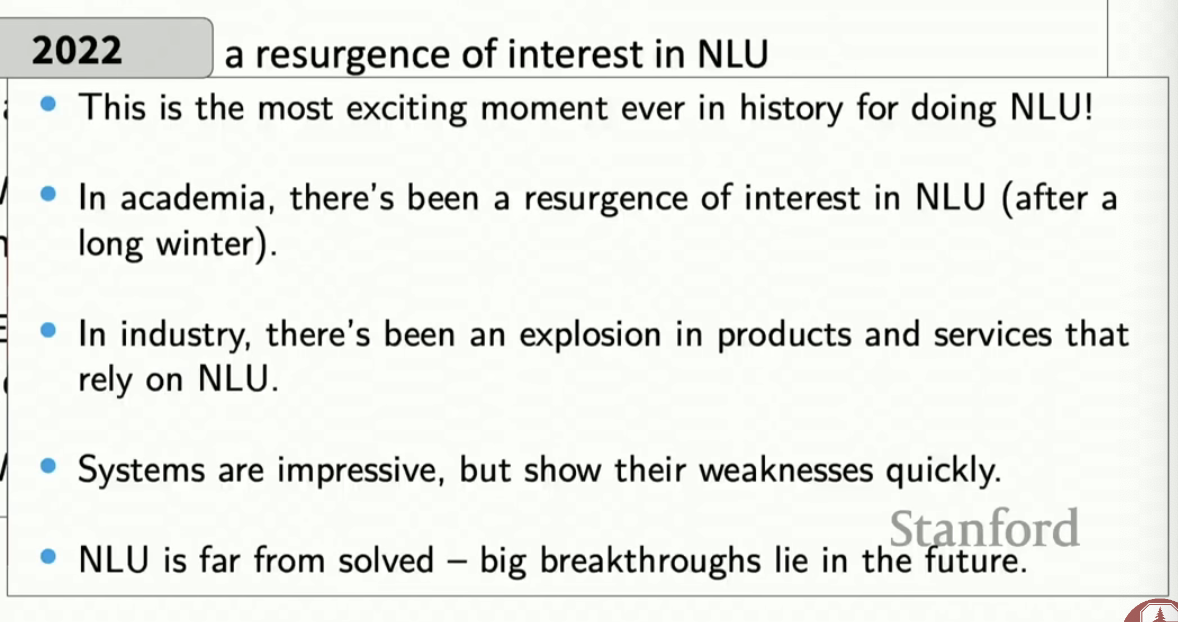 2022
a resurgence of interest in NLU
• This is the most exciting moment ever in history for doing NLU!
• In academia, there's been a resurgence of interest in NLU (after a
long winter).
• In industry, there's been an explosion in products and services that
rely on NLU.
• Systems are impressive, but show their weaknesses quickly.
Stanford
• NLU is far from solved – big breakthroughs lie in the future.